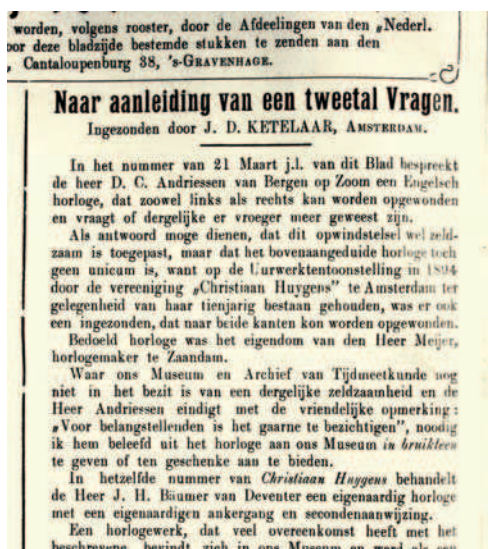 worden, volgens rooster, door de Afdeelingen van den „Nederl.
oor deze bladzijde bestemde stukken te zenden aan den
, Cantaloupenburg 38, 's-GRAVENHAGE.
Naar aanleiding van een tweetal Vragen.
Ingezonden door J. D. KETELAAR, AMSTERDAM.
In het nummer van 21 Maart j.l. van dit Blad bespreekt
de heer D. C. Andriessen van Bergen op Zoom een Engelsch
horloge, dat zoowel links als rechts kan worden opgewonden
en vraagt of dergelijke er vroeger meer geweest zijn.
Als antwoord moge dienen, dat dit opwindstelsel wel zeld-
zaam is toegepast, maar dat het bovenaangeduide horloge toch
geen unicum is, want op de Uurwerktentoonstelling in 1894
door de vereeniging „Christiaan Huygens” te Amsterdam ter
gelegenheid van haar tienjarig bestaan gehouden, was er ook
een ingezonden, dat naar beide kanten kon worden opgewonden.
Bedoeld horloge was het eigendom van den Heer Meijer,
horlogemaker te Zaandam.
Waar ons Museum en Archief van Tijdmeetkunde nog
niet in het bezit is van een dergelijke zeldzaamheid en de
Heer Andriessen eindigt met de vriendelijke opmerking:
„Voor belangstellenden is het gaarne te bezichtigen”, noodig
ik hem beleefd uit het horloge aan ons Museum in bruikleen
te geven of ten geschenke aan te bieden.
In hetzelfde nummer van Christiaan Huygens behandelt
de Heer J. H. Bäumer van Deventer een eigenaardig horloge
met een eigenaardigen ankergang en secondenaanwijzing.
Een horlogewerk, dat veel overeenkomst heeft met het
beschrevene, bevindt zich in ons Museum en werd als een